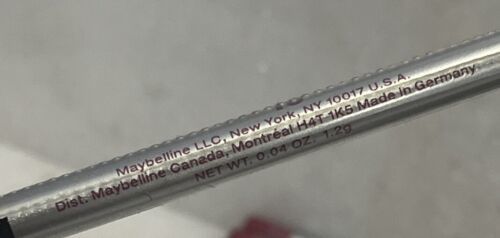 Maybelline LLC, New York, NY 10017 U.S.A.
Dist. Maybelline Canada, Montréal H4T 1K5 Made in Germany
NET WT. 0.04 OZ. 1.2g